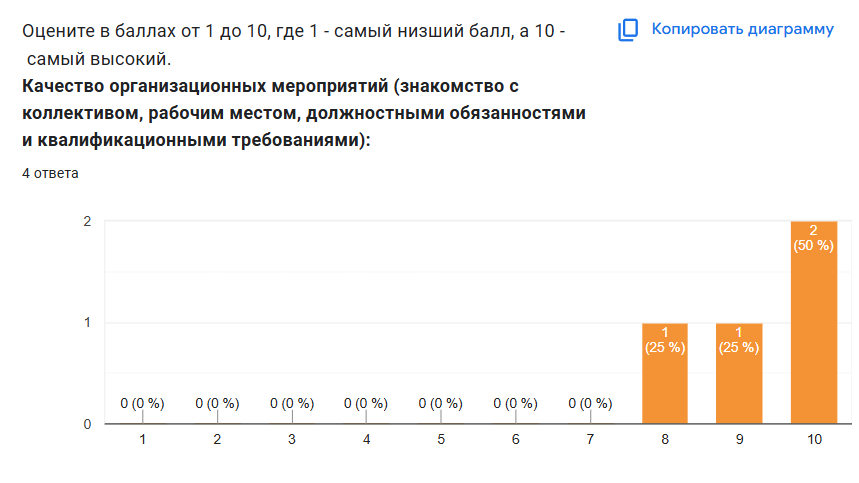 Оцените в баллах от 1 до 10, где 1 - самый низший балл, а 10 -
самый высокий.
Копировать диаграмму
Качество организационных мероприятий (знакомство с
коллективом, рабочим местом, должностными обязанностями
и квалификационными требованиями):
4 ответа
2
1
0
0 (0 %) 0 (0 %) 0 (0 %) 0 (0 %) 0 (0 %) 0 (0 %) 0 (0 %)
1
(25 %)
1
(25 %)
2
(50 %)
1 2 3 4 5 6 7 8 9 10